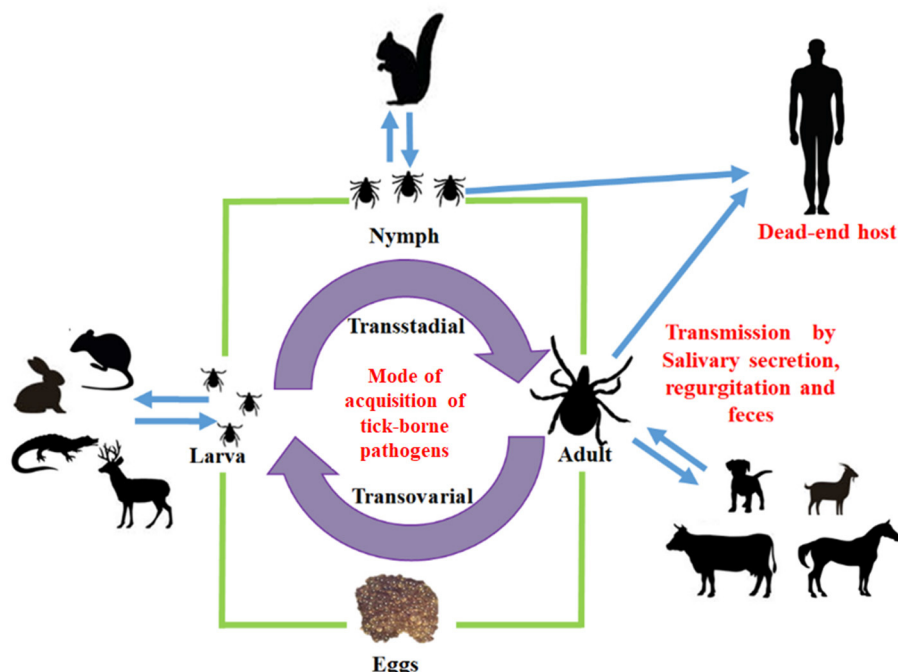 Nymph
Dead-end host
Transstadial
Transmission by
Salivary secretion,
regurgitation and
feces
Mode of
acquisition of
tick-borne
pathogens
Larva
Adult
Transovarial
Eggs